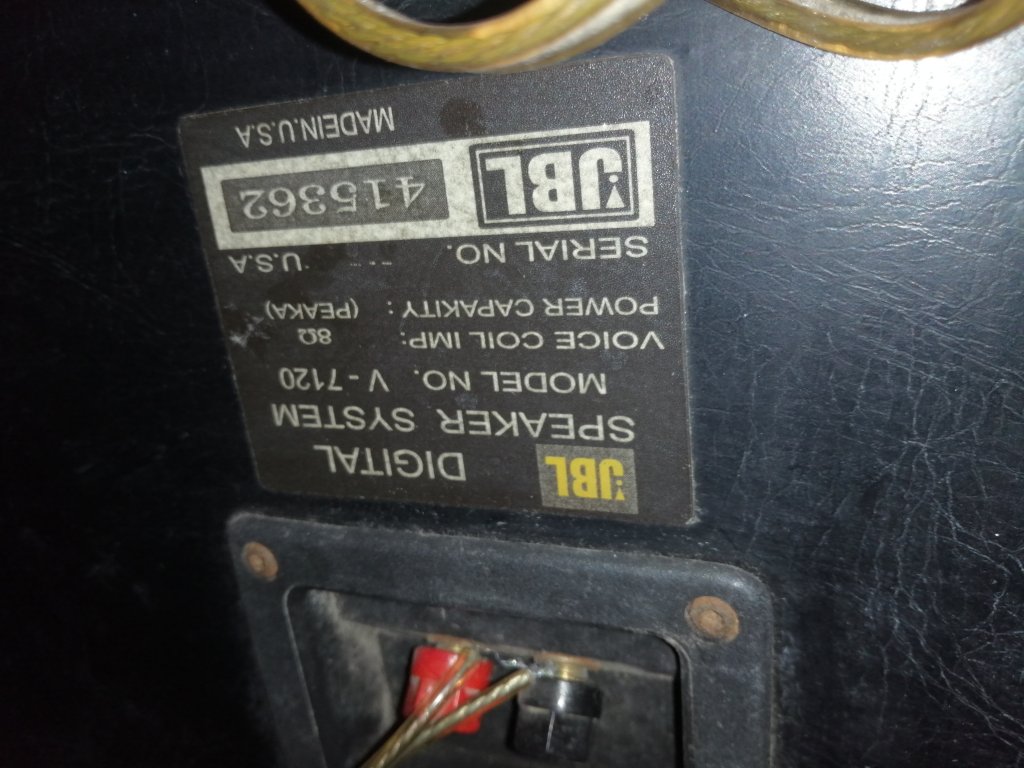 JBL DIGITAL
SPEAKER SYSTEM
MODEL NO. V-7120
VOICE COIL IMP: 8Ω
POWER CAPAKITY: (PEAKA)
SERIAL NO. U.S.A
JBL 415362
MADEIN.U.S.A